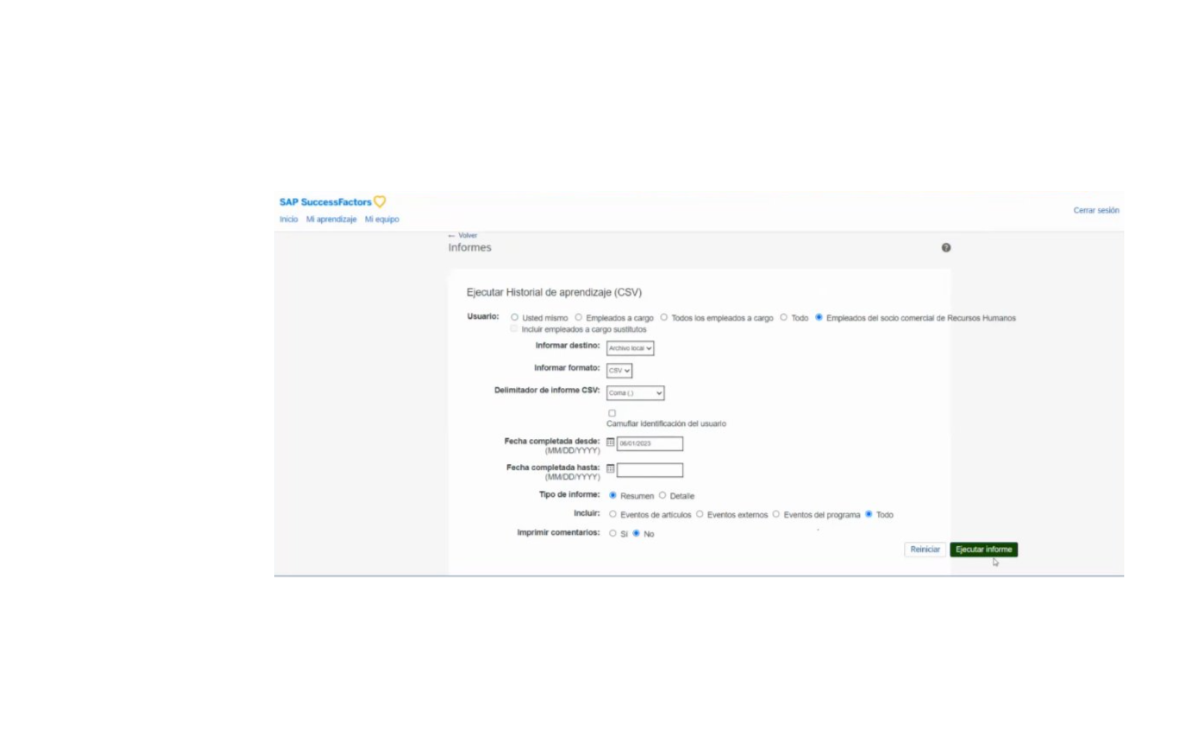 SAP SuccessFactors
Inicio Mi aprendizaje Mi equipo
Cerrar sesión
← Volver
Informes
Ejecutar Historial de aprendizaje (CSV)
Usuario: Usted mismo Empleados a cargo Todos los empleados a cargo Todo Empleados del socio comercial de Recursos Humanos
Incluir empleados a cargo sustitutos
Informar destino: Archivo local
Informar formato: CSV
Delimitador de informe CSV: Coma (,)
Camuflar identificación del usuario
Fecha completada desde: 06/01/2023
(MM/DD/YYYY)
Fecha completada hasta:
(MM/DD/YYYY)
Tipo de informe: Resumen Detalle
Incluir: Eventos de artículos Eventos externos Eventos del programa Todo
Imprimir comentarios: Sí No
Reiniciar Ejecutar informe